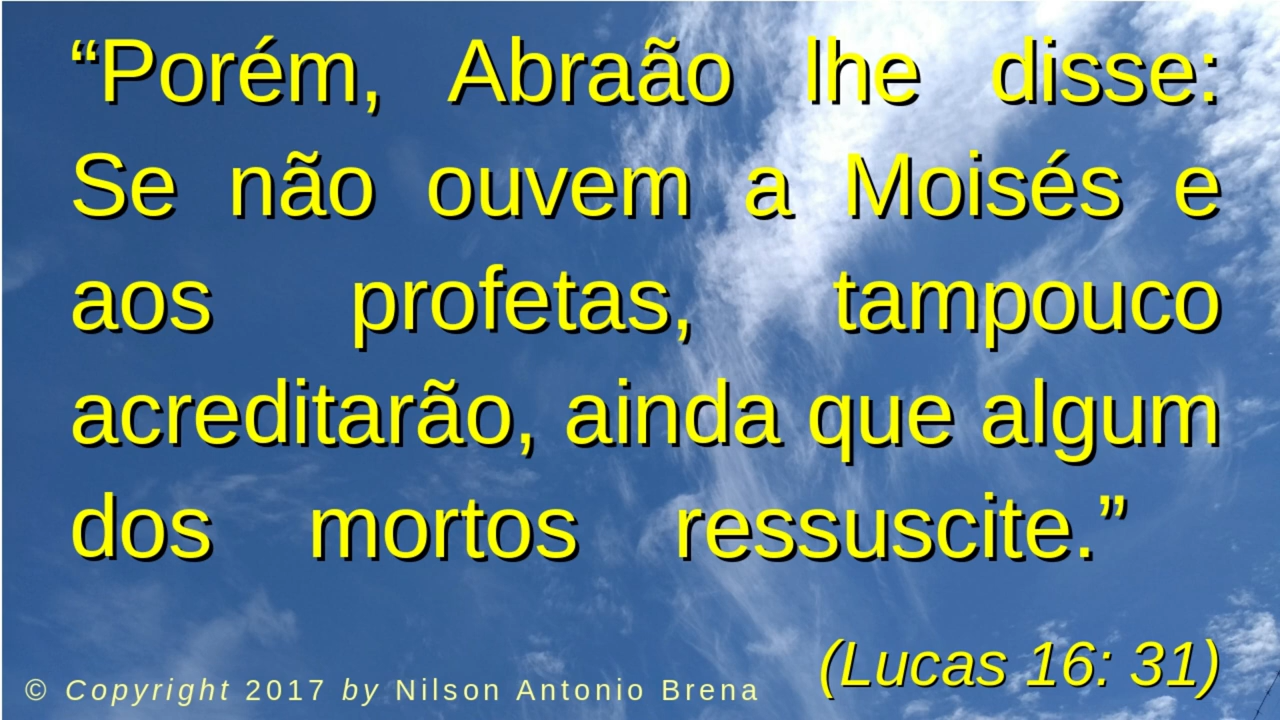 “Porém, Abraão lhe disse:
Se não ouvem a Moisés e
aos profetas, tampouco
acreditarão, ainda que algum
dos mortos ressuscite.”
(Lucas 16: 31)
© Copyright 2017 by Nilson Antonio Brena